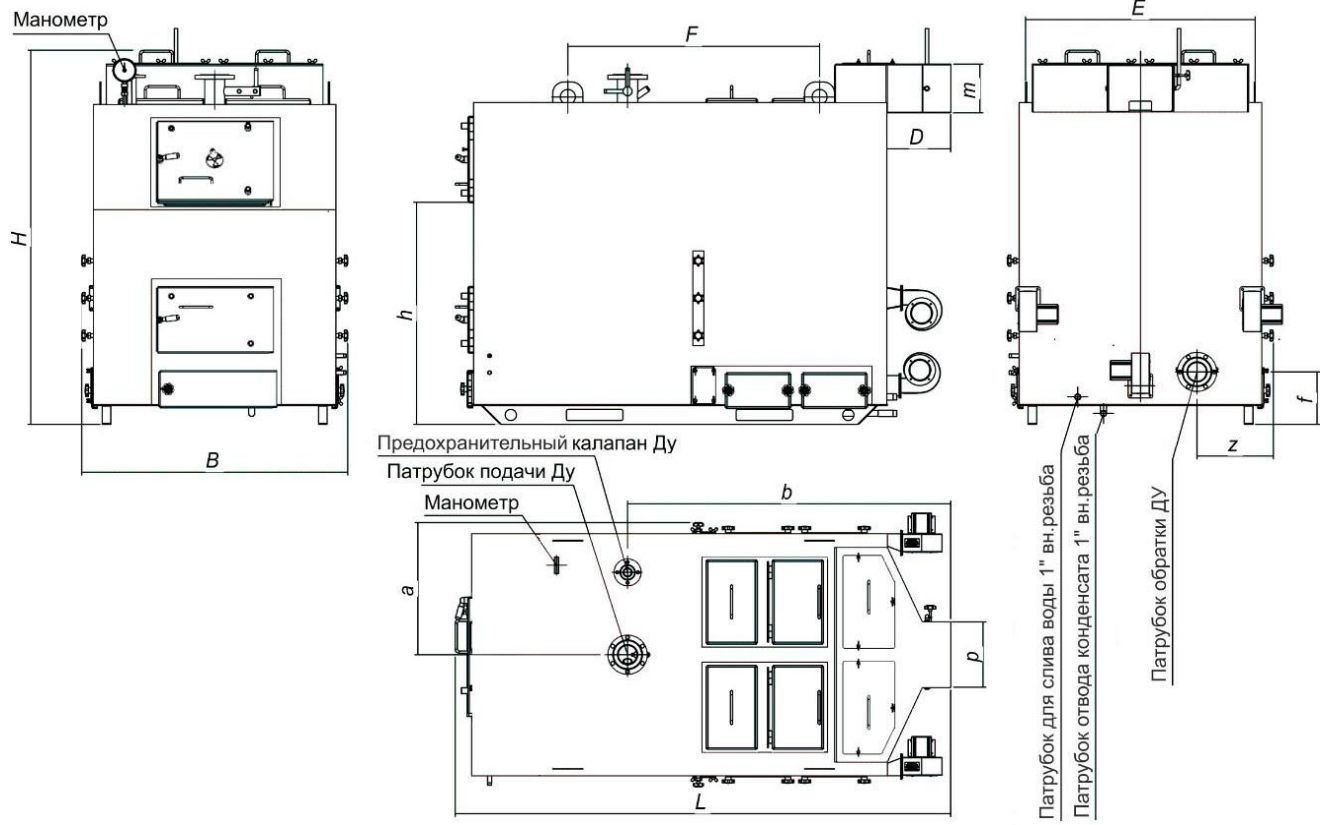 Манометр
H
B
F
m
D
h
E
f
z
Предохранительный калапан Ду
Патрубок подачи Ду
Манометр
b
a
p
L
Патрубок для слива воды 1" вн.резьба
Патрубок отвода конденсата 1" вн.резьба
Патрубок обратки ДУ